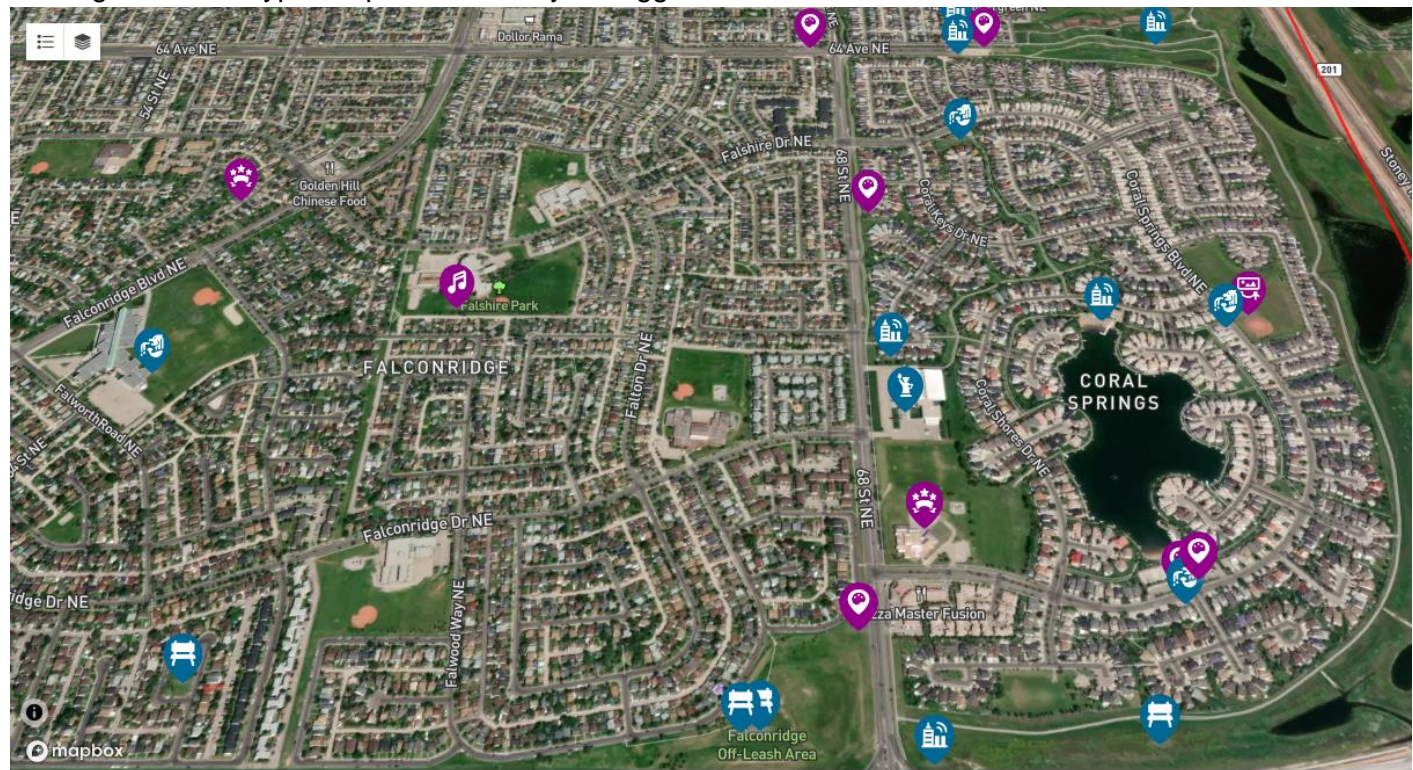 64 Ave NE
Dollor Rama
64 Ave NE
201
54 St NE
Stoney
Falshire Dr NE
68 St NE
Golden Hill
Chinese Food
Coral Keys Dr NE
Coral Springs Blvd NE
Falconridge Blvd NE
Falshire Park
FALCONRIDGE
Falton Dr NE
CORAL
SPRINGS
Falworth Road NE
Coral Shores Dr NE
68 St NE
Falconridge Dr NE
idge Dr NE
zza Master Fusion
Falwood Way NE
Falconridge
Off-Leash Area
mapbox